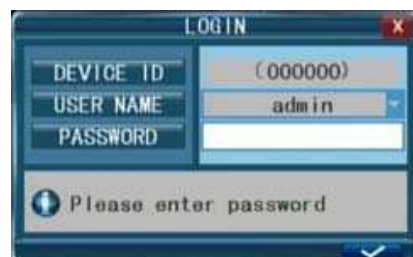 LOGIN
X
DEVICE ID (000000)
USER NAME admin
PASSWORD
Please enter password